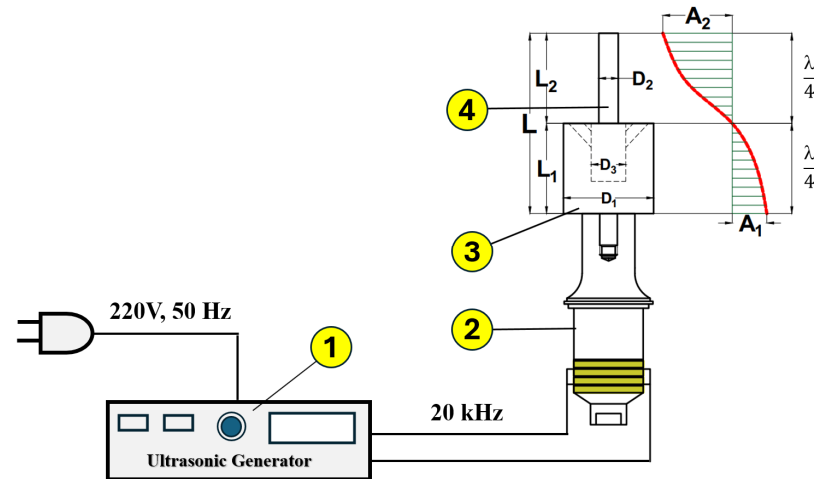 A₂
L₂
D₂
λ
4
4
L
L₁
D₃
λ
4
D₁
3
A₁
220V, 50 Hz
2
1
20 kHz
Ultrasonic Generator